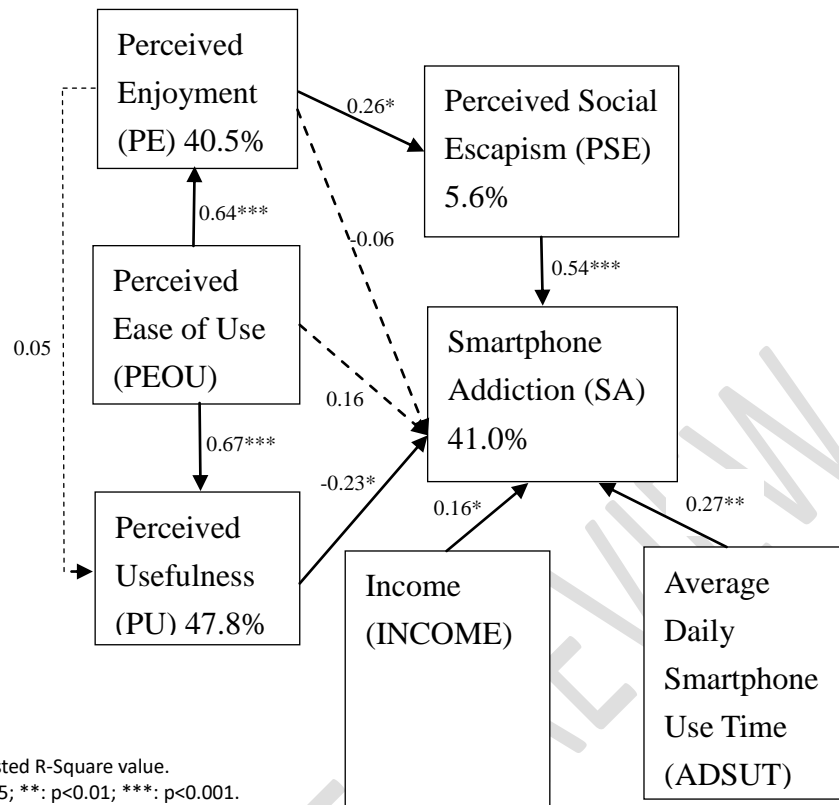 Perceived
Enjoyment
(PE) 40.5%
0.26*
Perceived Social
Escapism (PSE)
5.6%
0.64***
-0.06
0.54***
Perceived
Ease of Use
(PEOU)
0.05
0.16
Smartphone
Addiction (SA)
41.0%
0.67***
-0.23*
0.16*
0.27**
Perceived
Usefulness
(PU) 47.8%
Income
(INCOME)
Average
Daily
Smartphone
Use Time
(ADSUT)
R-Square value.
**: p<0.01; ***: p<0.001.
REVIEW